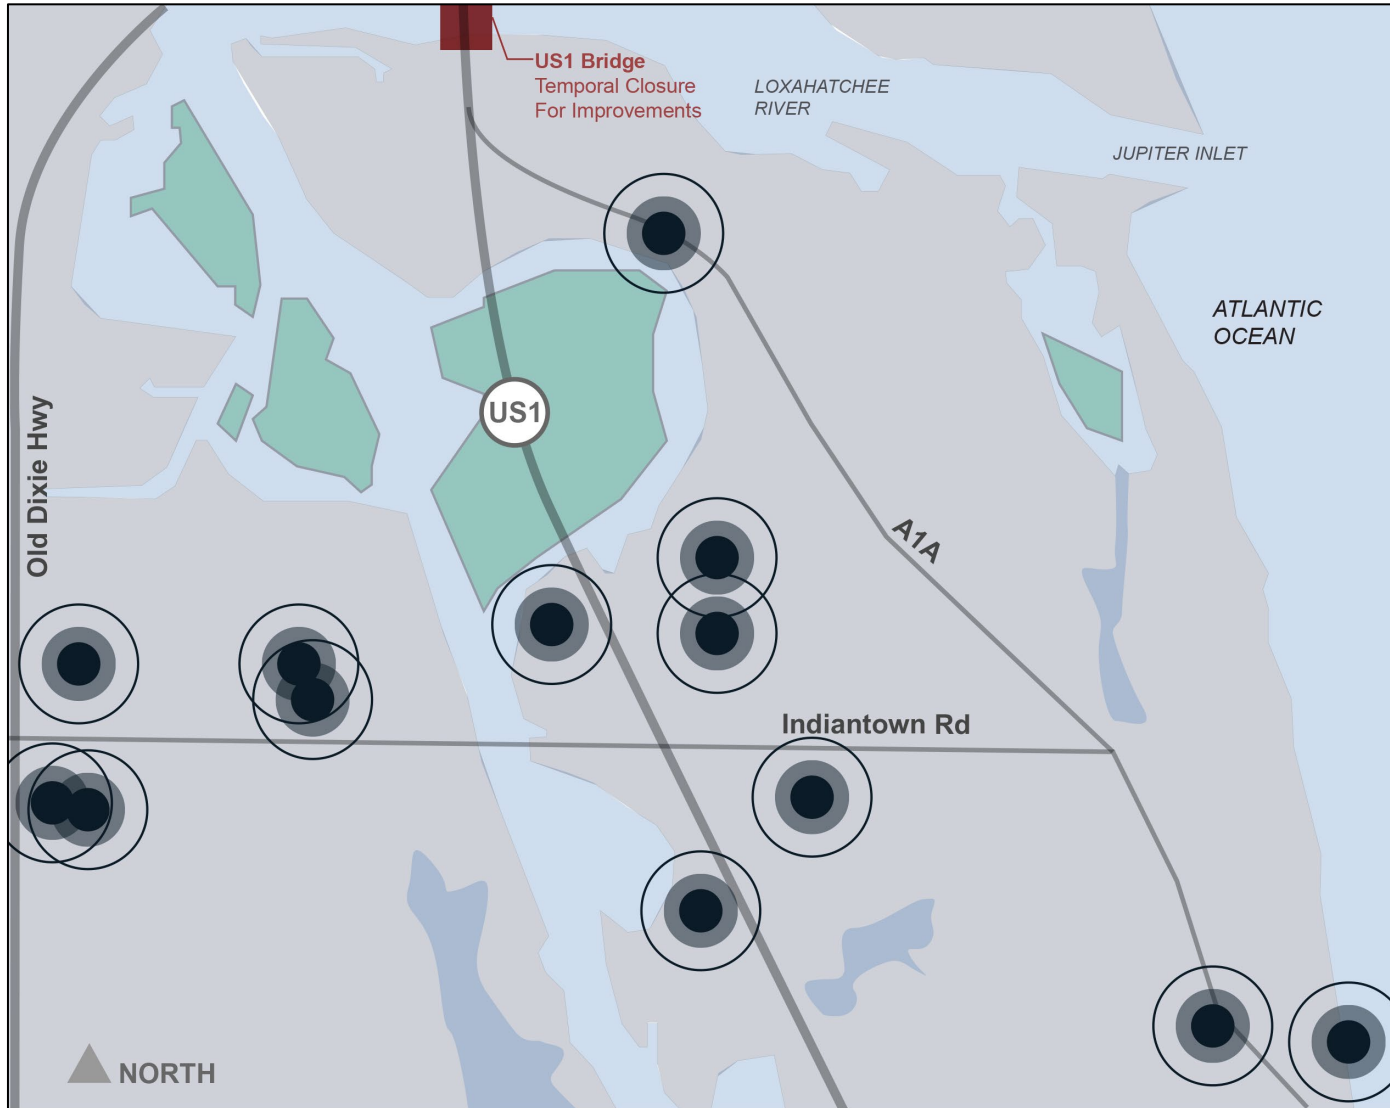 US1 Bridge
Temporal Closure
For Improvements
LOXAHATCHEE
RIVER
JUPITER INLET
ATLANTIC
OCEAN
US1
Old Dixie Hwy
A1A
Indiantown Rd
NORTH